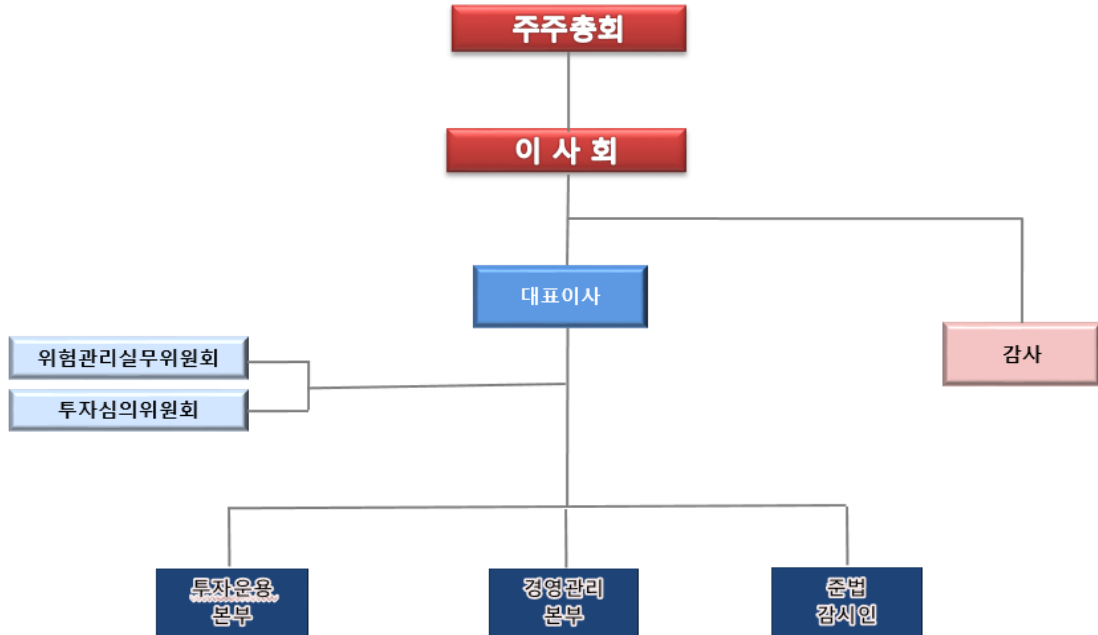 주주총회
이 사 회
대표이사
위험관리실무위원회
감사
투자심의위원회
투자운용
본부
경영관리
본부
준법
감시인